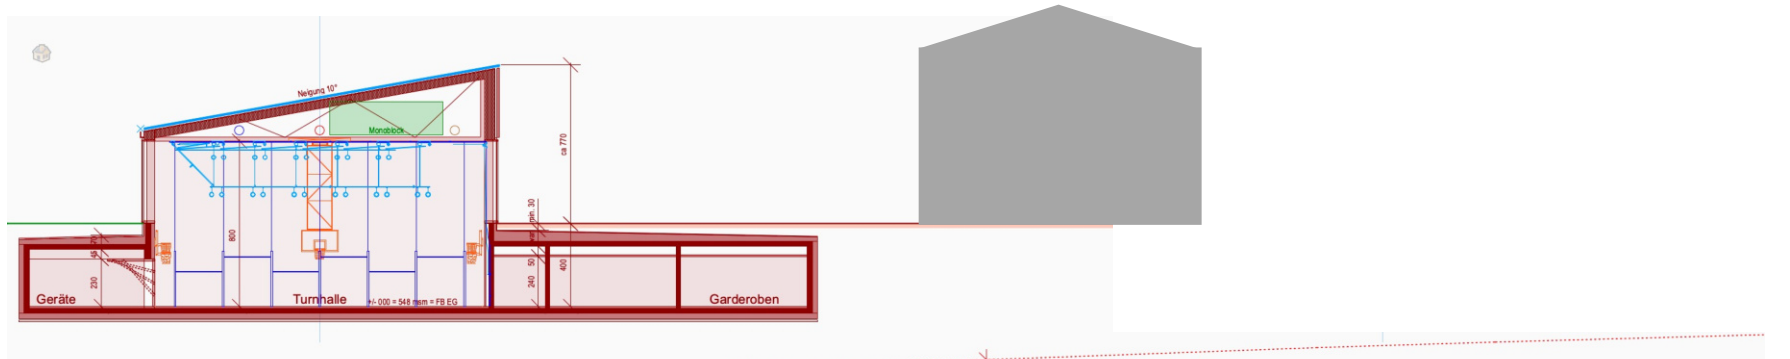 Neigung 10°
Monoblock
ca 770
min. 30
800
400
50
240
45
230
Geräte
Turnhalle
+/- 000 = 548 müm = FB EG
Garderoben